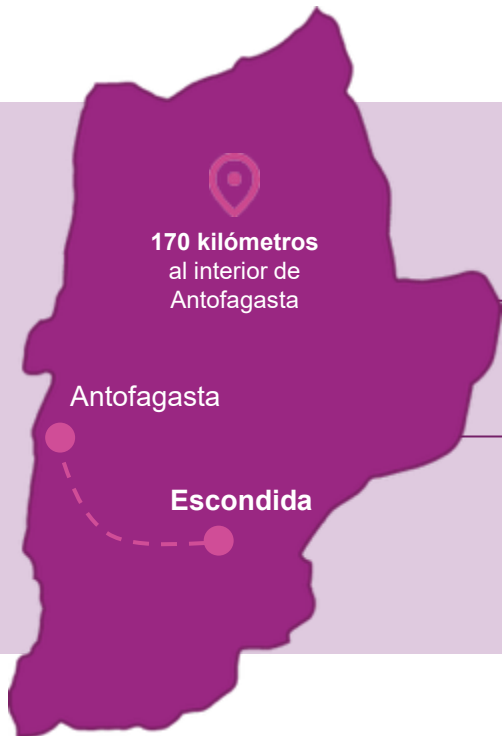 170 kilómetros
al interior de
Antofagasta
Antofagasta
Escondida